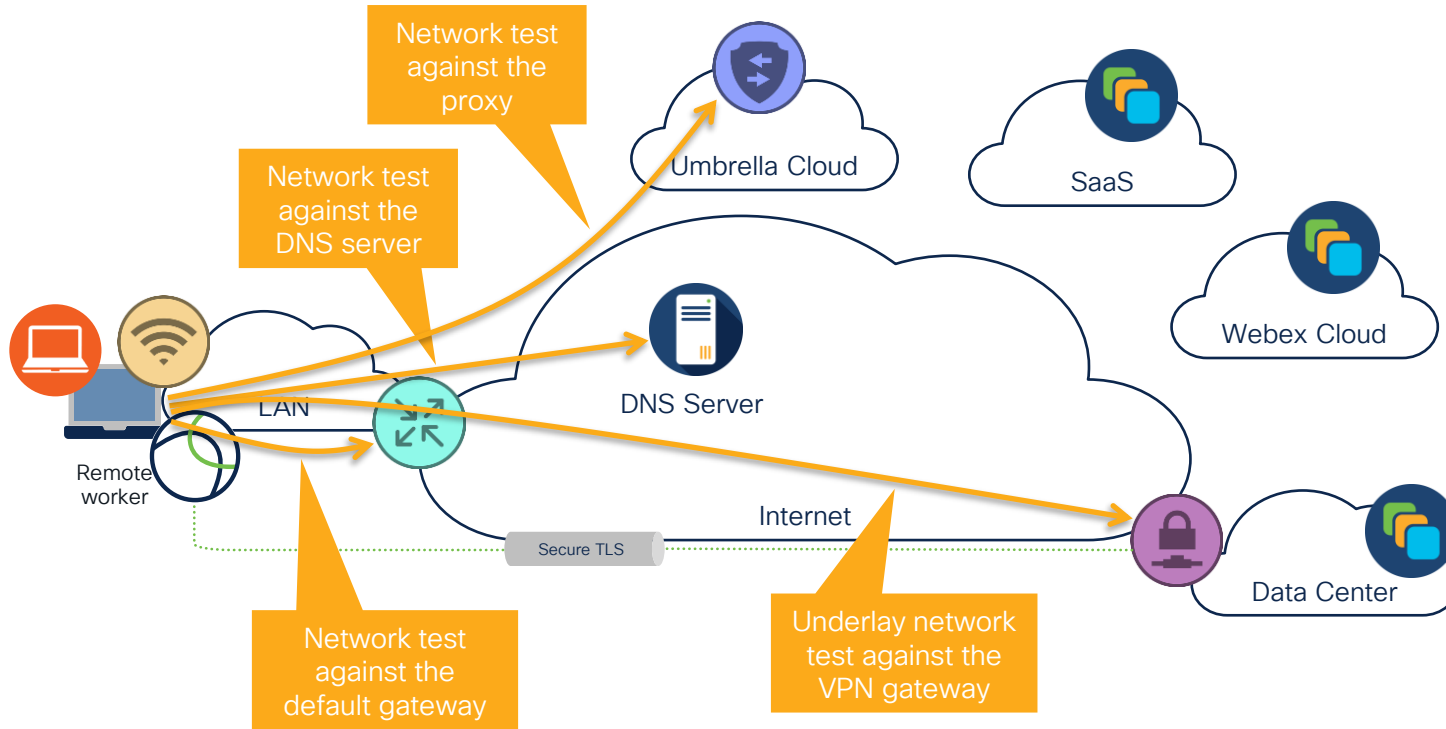 Network test
against the
proxy
Umbrella Cloud
SaaS
Network test
against the
DNS server
Webex Cloud
DNS Server
LAN
Remote
worker
Internet
Secure TLS
Data Center
Network test
against the
default gateway
Underlay network
test against the
VPN gateway